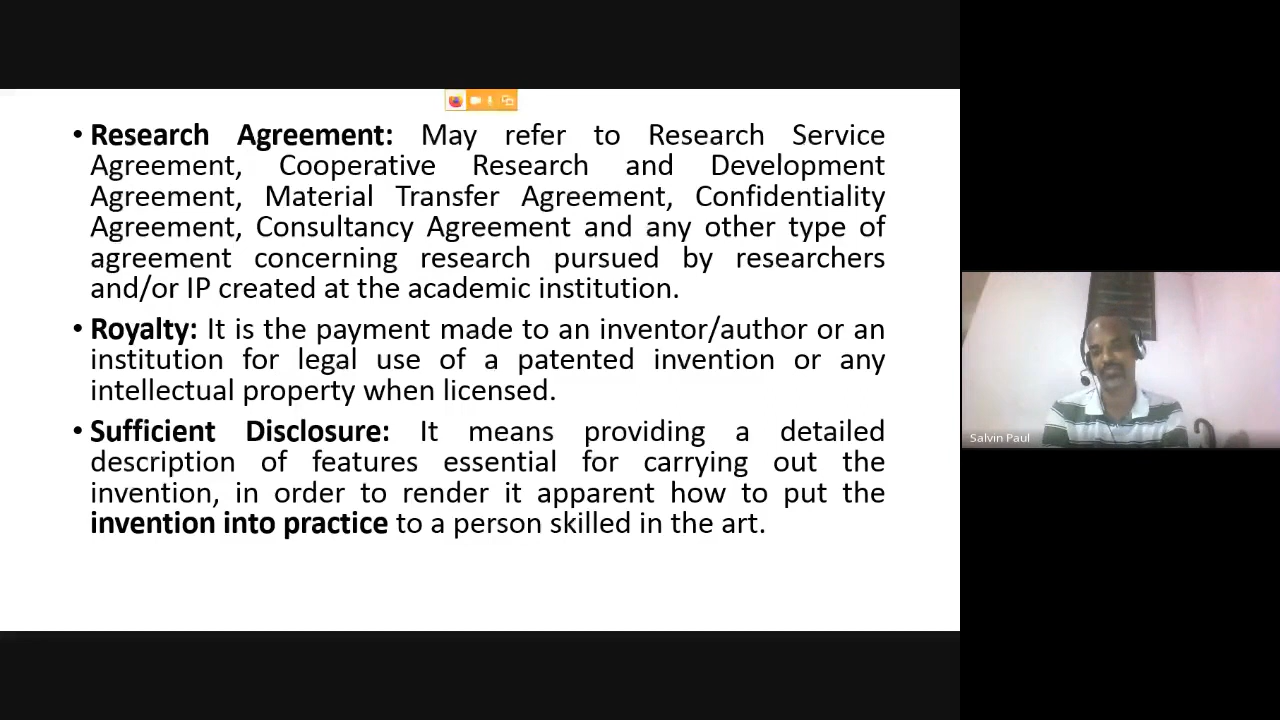 • Research Agreement: May refer to Research Service
Agreement, Cooperative Research and Development
Agreement, Material Transfer Agreement, Confidentiality
Agreement, Consultancy Agreement and any other type of
agreement concerning research pursued by researchers
and/or IP created at the academic institution.
• Royalty: It is the payment made to an inventor/author or an
institution for legal use of a patented invention or any
intellectual property when licensed.
• Sufficient Disclosure: It means providing a detailed
description of features essential for carrying out the
invention, in order to render it apparent how to put the
invention into practice to a person skilled in the art.
Salvin Paul